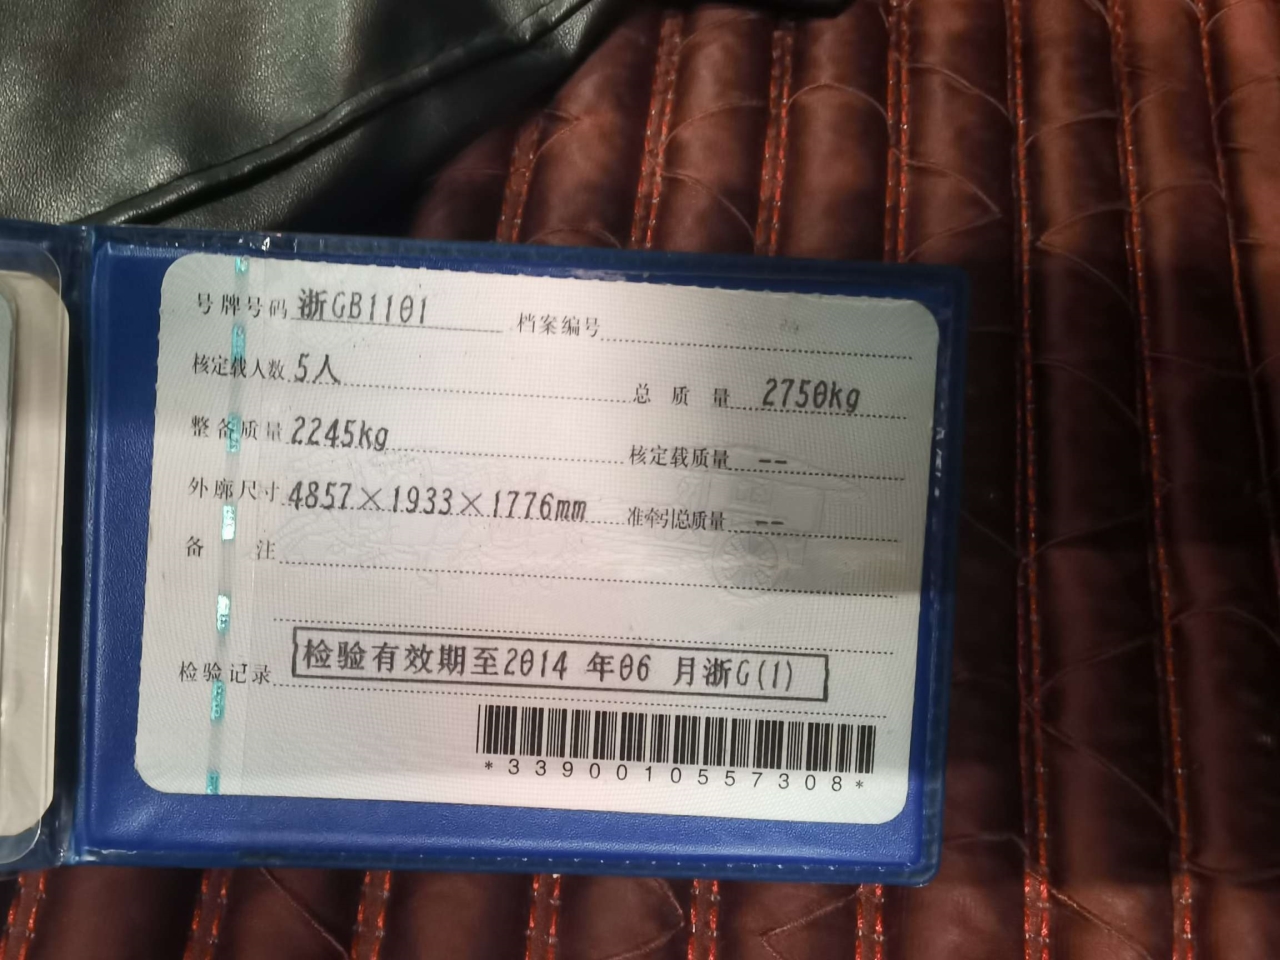 号牌号码 浙GB1101 档案编号
核定载人数 5人 总质量 2750kg
整备质量 2245kg 核定载质量 --
外廓尺寸 4857×1933×1776mm 准牵引总质量 --
备注
检验记录 检验有效期至2014 年06 月浙G(1)
*3390010557308*